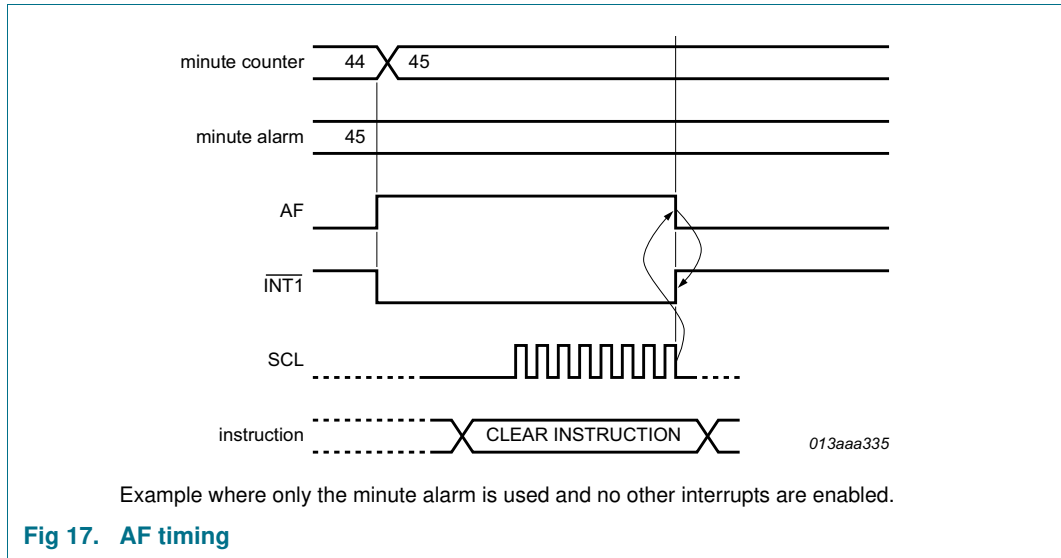 minute counter 44 45
minute alarm 45
AF
INT1
SCL
instruction CLEAR INSTRUCTION
013aaa335
Example where only the minute alarm is used and no other interrupts are enabled.
Fig 17. AF timing